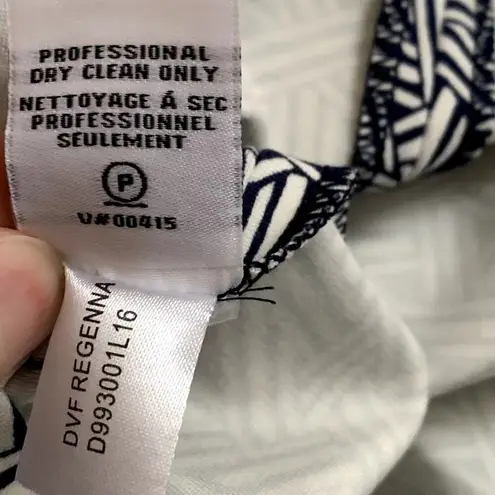 PROFESSIONAL
DRY CLEAN ONLY
NETTOYAGE Á SEC
PROFESSIONNEL
SEULEMENT
P
V#00415
DVF REGENNA
D993001L16